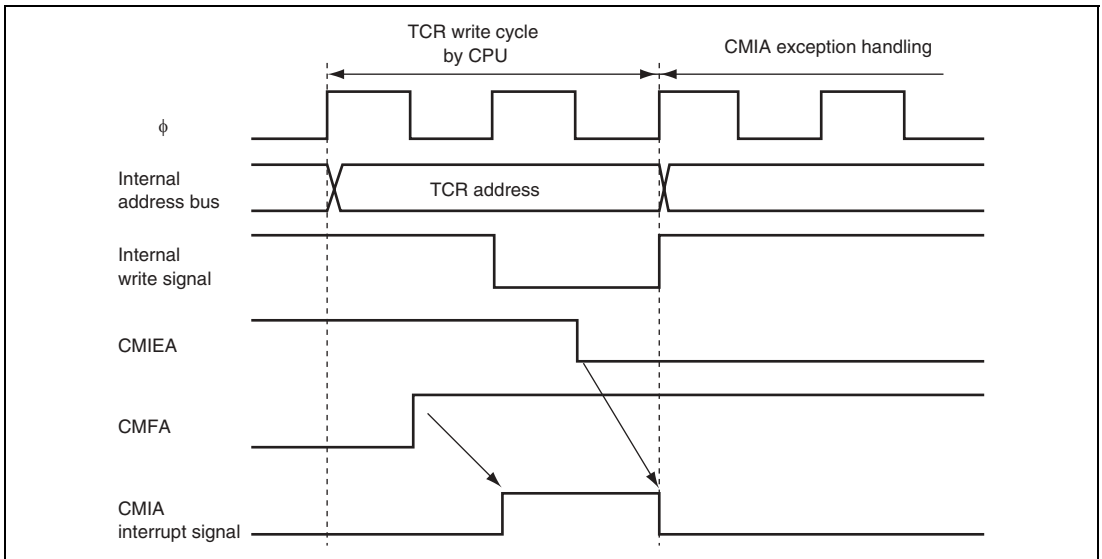 TCR write cycle
by CPU
CMIA exception handling
ϕ
Internal
address bus
TCR address
Internal
write signal
CMIEA
CMFA
CMIA
interrupt signal